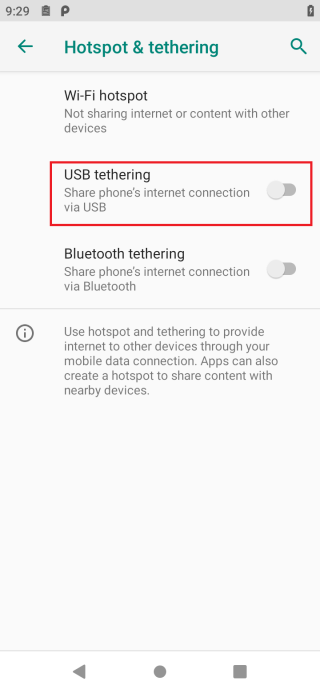 9:29
Hotspot & tethering
Wi-Fi hotspot
Not sharing internet or content with other
devices
USB tethering
Share phone's internet connection
via USB
Bluetooth tethering
Share phone's internet connection
via Bluetooth
Use hotspot and tethering to provide
internet to other devices through your
mobile data connection. Apps can also
create a hotspot to share content with
nearby devices.